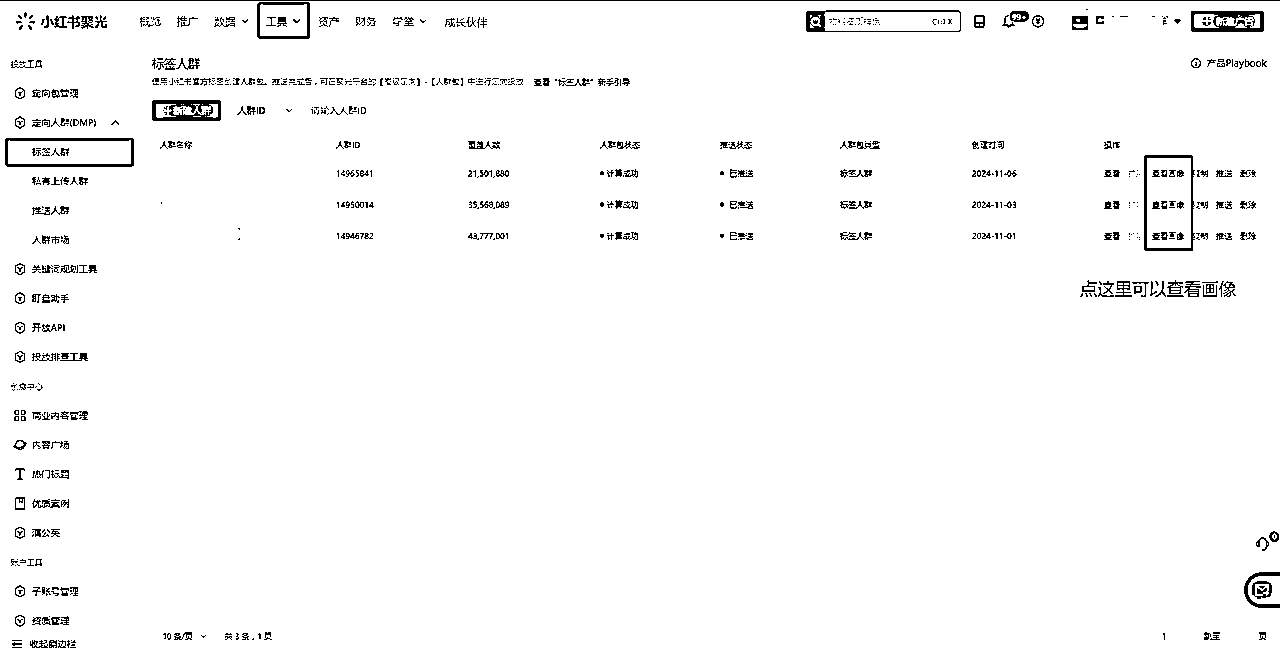 小红书聚光 概览 推广 数据 工具 资产 财务 学堂 成长伙伴 Ctrl K 99+ 新建广告
投放工具
标签人群
产品Playbook
使用小红书官方标签创建人群包。推送完成后,可在聚光平台的【高级定向】-【人群包】中进行定向投放 查看“标签人群”新手引导
定向包管理
新建人群 人群ID 请输入人群ID
定向人群(DMP)
标签人群
私有上传人群
推送人群
人群市场
关键词规划工具
盯盘助手
开放API
投放排查工具
人群名称 人群ID 覆盖人数 人群包状态 推送状态 人群包类型 创建时间 操作
14965841 21,501,880 计算成功 已推送 标签人群 2024-11-06 查看 查看画像 复制 推送 删除
14950014 35,568,089 计算成功 已推送 标签人群 2024-11-03 查看 查看画像 复制 推送 删除
14946782 43,777,001 计算成功 已推送 标签人群 2024-11-01 查看 查看画像 复制 推送 删除
点这里可以查看画像
创意中心
商业内容管理
内容广场
热门标题
优质案例
蒲公英
账户工具
子账号管理
资质管理
收起侧边栏
10 条/页 共 3 条,1 页 1 跳至 页